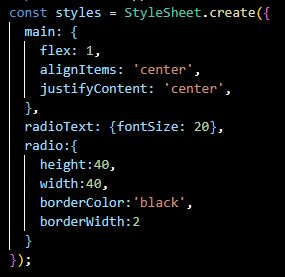 const styles = StyleSheet.create({
main: {
flex: 1,
alignItems: 'center',
justifyContent: 'center',
},
radioText: {fontSize: 20},
radio:{
height:40,
width:40,
borderColor:'black',
borderWidth:2
}
});